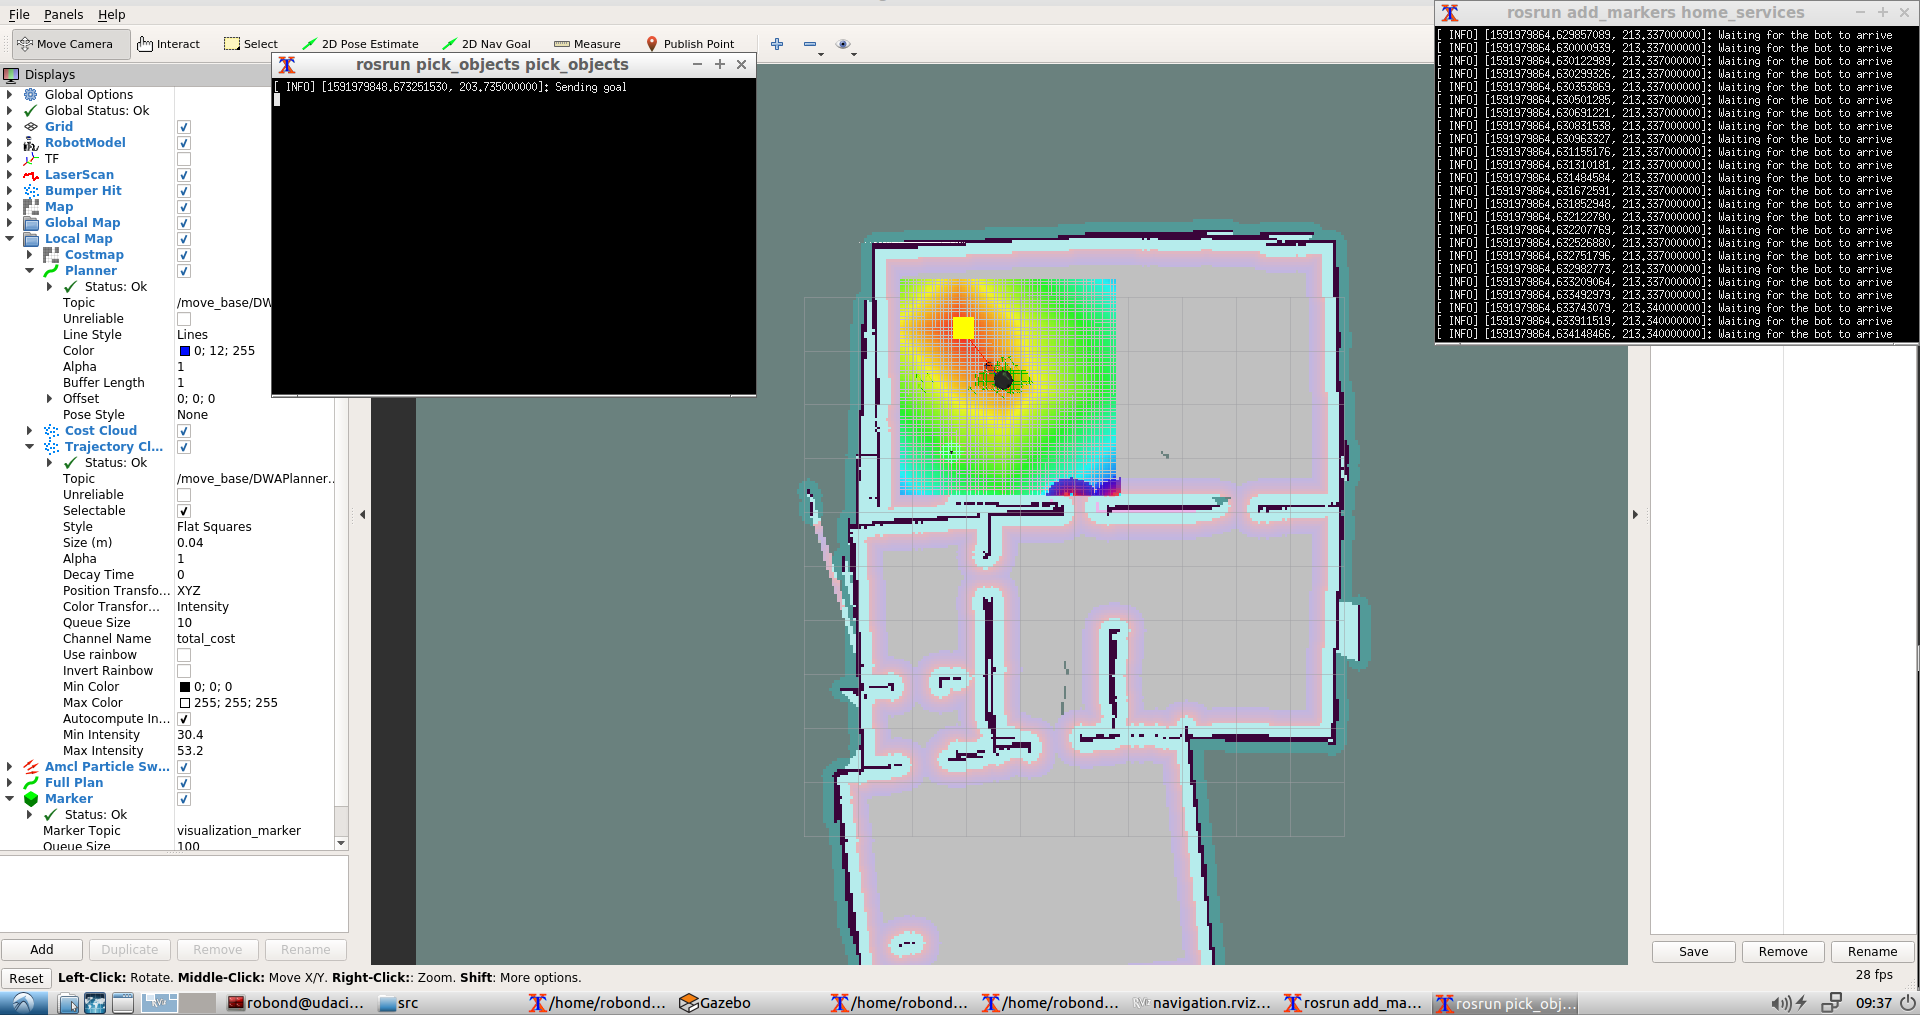 File Panels Help
Move Camera Interact Select 2D Pose Estimate 2D Nav Goal Measure Publish Point
Displays
Global Options
Global Status: Ok
Grid
RobotModel
TF
LaserScan
Bumper Hit
Map
Global Map
Local Map
Costmap
Planner
Status: Ok
Topic /move_base/DW
Unreliable
Line Style Lines
Color 0; 12; 255
Alpha 1
Buffer Length 1
Offset 0; 0; 0
Pose Style None
Cost Cloud
Trajectory Cl...
Status: Ok
Topic /move_base/DWAPlanner...
Unreliable
Selectable
Style Flat Squares
Size (m) 0.04
Alpha 1
Decay Time 0
Position Transfo... XYZ
Color Transfor... Intensity
Queue Size 10
Channel Name total_cost
Use rainbow
Invert Rainbow
Min Color 0; 0; 0
Max Color 255; 255; 255
Autocompute In...
Min Intensity 30.4
Max Intensity 53.2
Amcl Particle Sw...
Full Plan
Marker
Status: Ok
Marker Topic visualization_marker
Queue Size 100
Add Duplicate Remove Rename
rosrun pick_objects pick_objects
[ INFO] [1591979848.673251530, 203.735000000]: Sending goal
rosrun add_markers home_services
[ INFO] [1591979864.629857089, 213.337000000]: Waiting for the bot to arrive
[ INFO] [1591979864.630000939, 213.337000000]: Waiting for the bot to arrive
[ INFO] [1591979864.630122989, 213.337000000]: Waiting for the bot to arrive
[ INFO] [1591979864.630299326, 213.337000000]: Waiting for the bot to arrive
[ INFO] [1591979864.630353869, 213.337000000]: Waiting for the bot to arrive
[ INFO] [1591979864.630501285, 213.337000000]: Waiting for the bot to arrive
[ INFO] [1591979864.630691221, 213.337000000]: Waiting for the bot to arrive
[ INFO] [1591979864.630831538, 213.337000000]: Waiting for the bot to arrive
[ INFO] [1591979864.630963327, 213.337000000]: Waiting for the bot to arrive
[ INFO] [1591979864.631155176, 213.337000000]: Waiting for the bot to arrive
[ INFO] [1591979864.631310181, 213.337000000]: Waiting for the bot to arrive
[ INFO] [1591979864.631484584, 213.337000000]: Waiting for the bot to arrive
[ INFO] [1591979864.631672591, 213.337000000]: Waiting for the bot to arrive
[ INFO] [1591979864.631852948, 213.337000000]: Waiting for the bot to arrive
[ INFO] [1591979864.632122780, 213.337000000]: Waiting for the bot to arrive
[ INFO] [1591979864.632207769, 213.337000000]: Waiting for the bot to arrive
[ INFO] [1591979864.632526880, 213.337000000]: Waiting for the bot to arrive
[ INFO] [1591979864.632751796, 213.337000000]: Waiting for the bot to arrive
[ INFO] [1591979864.632982773, 213.337000000]: Waiting for the bot to arrive
[ INFO] [1591979864.633209064, 213.337000000]: Waiting for the bot to arrive
[ INFO] [1591979864.633492979, 213.337000000]: Waiting for the bot to arrive
[ INFO] [1591979864.633743079, 213.340000000]: Waiting for the bot to arrive
[ INFO] [1591979864.633911519, 213.340000000]: Waiting for the bot to arrive
[ INFO] [1591979864.634148466, 213.340000000]: Waiting for the bot to arrive
Save Remove Rename
Reset Left-Click: Rotate. Middle-Click: Move X/Y. Right-Click:: Zoom. Shift: More options.
28 fps
robond@udaci... src /home/robond... Gazebo /home/robond... /home/robond... navigation.rviz... rosrun add_ma... rosrun pick_obj... 09:37